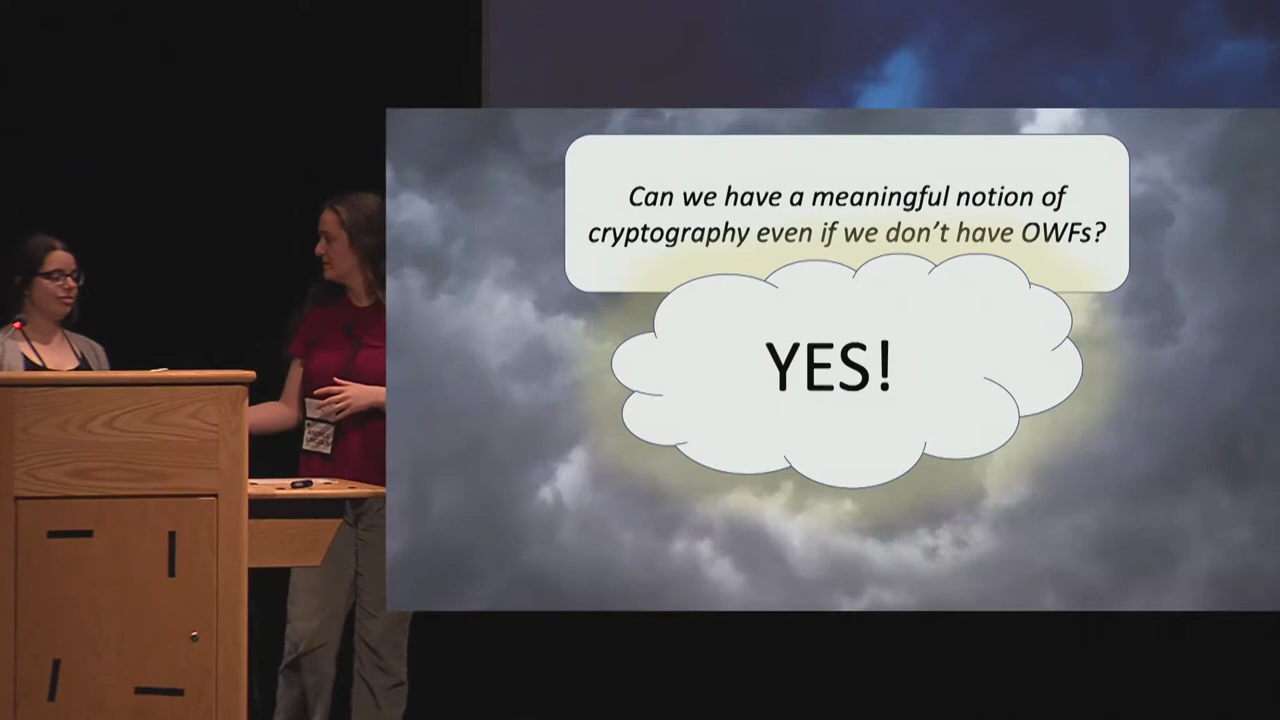 Can we have a meaningful notion of
cryptography even if we don't have OWFs?
YES!